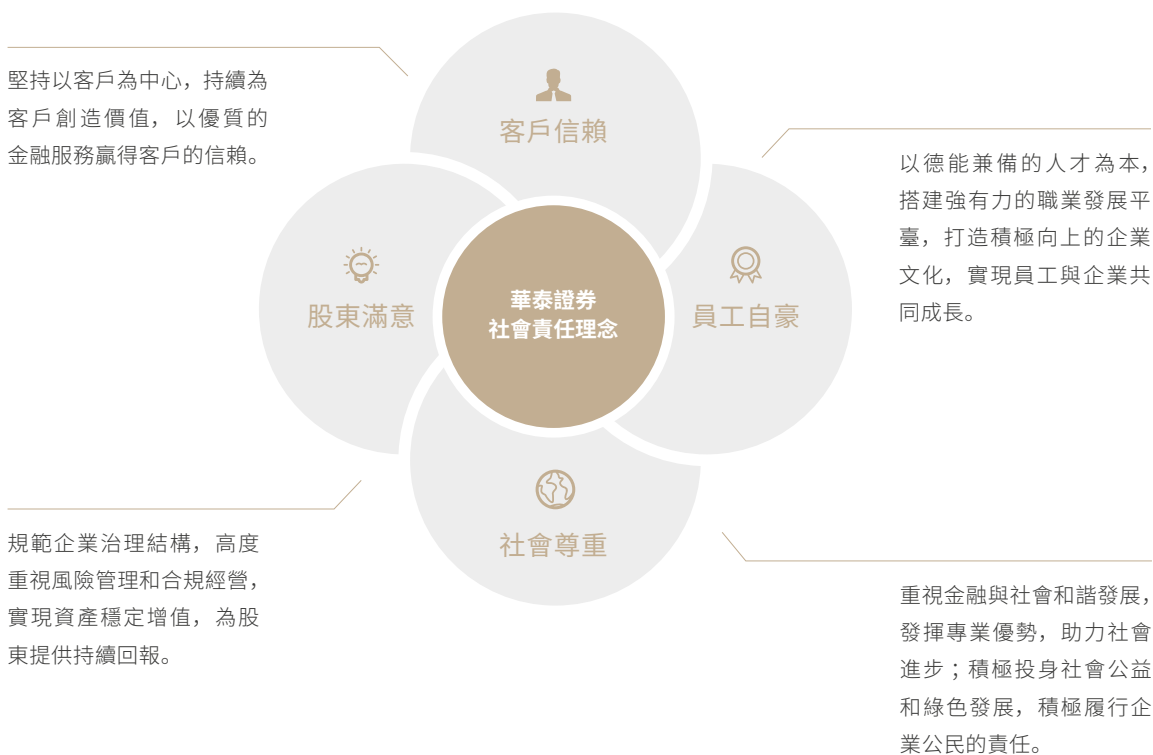 堅持以客戶為中心，持續為
客戶創造價值，以優質的
金融服務贏得客戶的信賴。
客戶信賴
以德能兼備的人才為本，
搭建強有力的職業發展平
臺，打造積極向上的企業
文化，實現員工與企業共
同成長。
股東滿意
華泰證券
社會責任理念
員工自豪
規範企業治理結構，高度
重視風險管理和合規經營，
實現資產穩定增值，為股
東提供持續回報。
社會尊重
重視金融與社會和諧發展，
發揮專業優勢，助力社會
進步；積極投身社會公益
和綠色發展，積極履行企
業公民的責任。